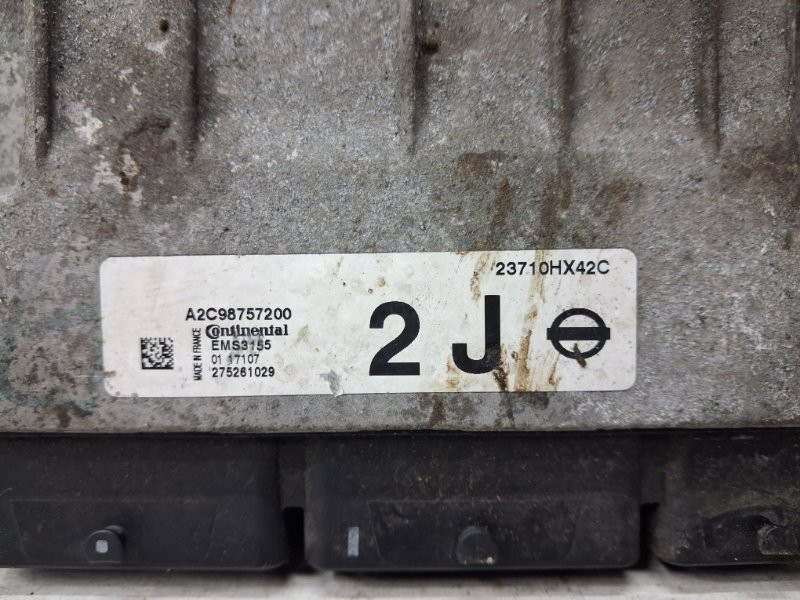 23710HX42C
A2C98757200
Continental
EMS3155
01 17107
275261029
MADE IN FRANCE
2 J